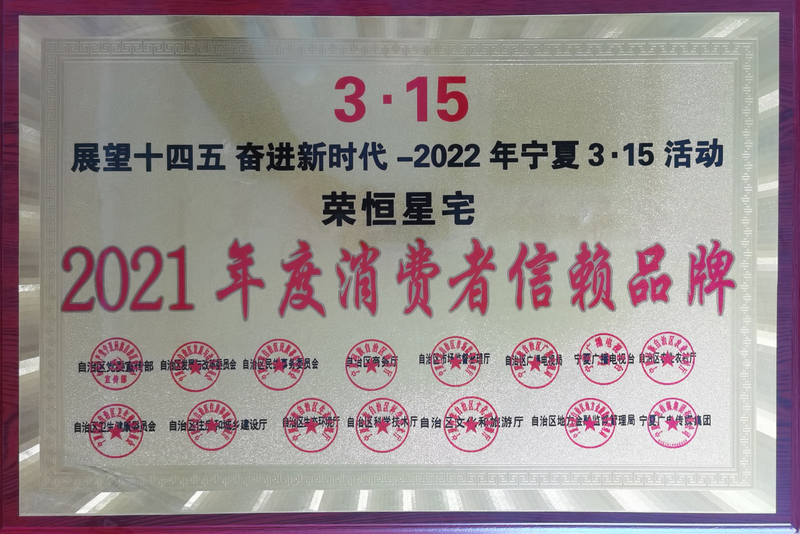 3·15
展望十四五 奋进新时代 –2022 年宁夏 3·15 活动
荣恒星宅
2021 年度消费者信赖品牌
自治区党委宣传部 自治区发展与改革委员会 自治区民族事务委员会 自治区商务厅 自治区市场监督管理厅 自治区广播电视局 宁夏广播电视台 自治区农业农村厅
自治区卫生健康委员会 自治区住房和城乡建设厅 自治区生态环境厅 自治区科学技术厅 自治区文化和旅游厅 自治区地方金融监督管理局 宁夏广电传媒集团